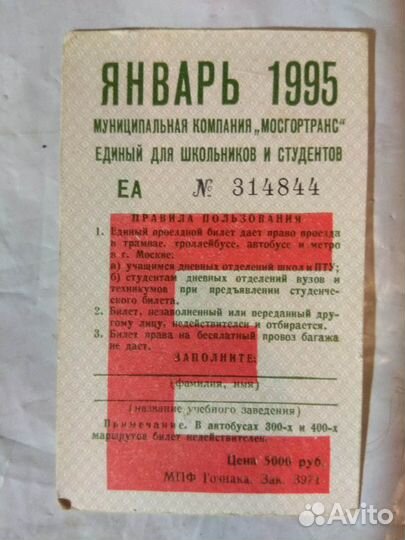 ЯНВАРЬ 1995
МУНИЦИПАЛЬНАЯ КОМПАНИЯ „МОСГОРТРАНС“
ЕДИНЫЙ ДЛЯ ШКОЛЬНИКОВ И СТУДЕНТОВ
ЕА № 314844
ПРАВИЛА ПОЛЬЗОВАНИЯ
1. Единый проездной билет дает право проезда
в трамвае, троллейбусе, автобусе и метро
в г. Москве:
а) учащимся дневных отделений школ и ПТУ;
б) студентам дневных отделений вузов и
техникумов при предъявлении студенче-
ского билета.
2. Билет, незаполненный или переданный дру-
гому лицу, недействителен и отбирается.
3. Билет права на бесплатный провоз багажа
не дает.
ЗАПОЛНИТЕ:
(фамилия, имя)
(название учебного заведения)
Примечание. В автобусах 300-х и 400-х
маршрутов билет недействителен.
Цена 5000 руб.
МПФ Гознака. Зак. 3971
Avito